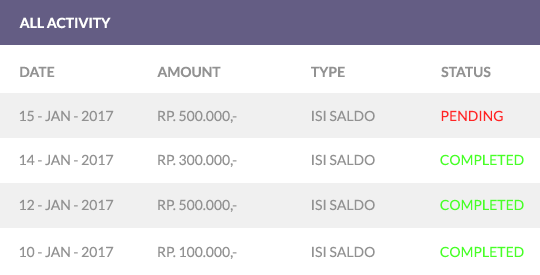 ALL ACTIVITY
DATE AMOUNT TYPE STATUS
15 - JAN - 2017 RP. 500.000,- ISI SALDO PENDING
14 - JAN - 2017 RP. 300.000,- ISI SALDO COMPLETED
12 - JAN - 2017 RP. 500.000,- ISI SALDO COMPLETED
10 - JAN - 2017 RP. 100.000,- ISI SALDO COMPLETED